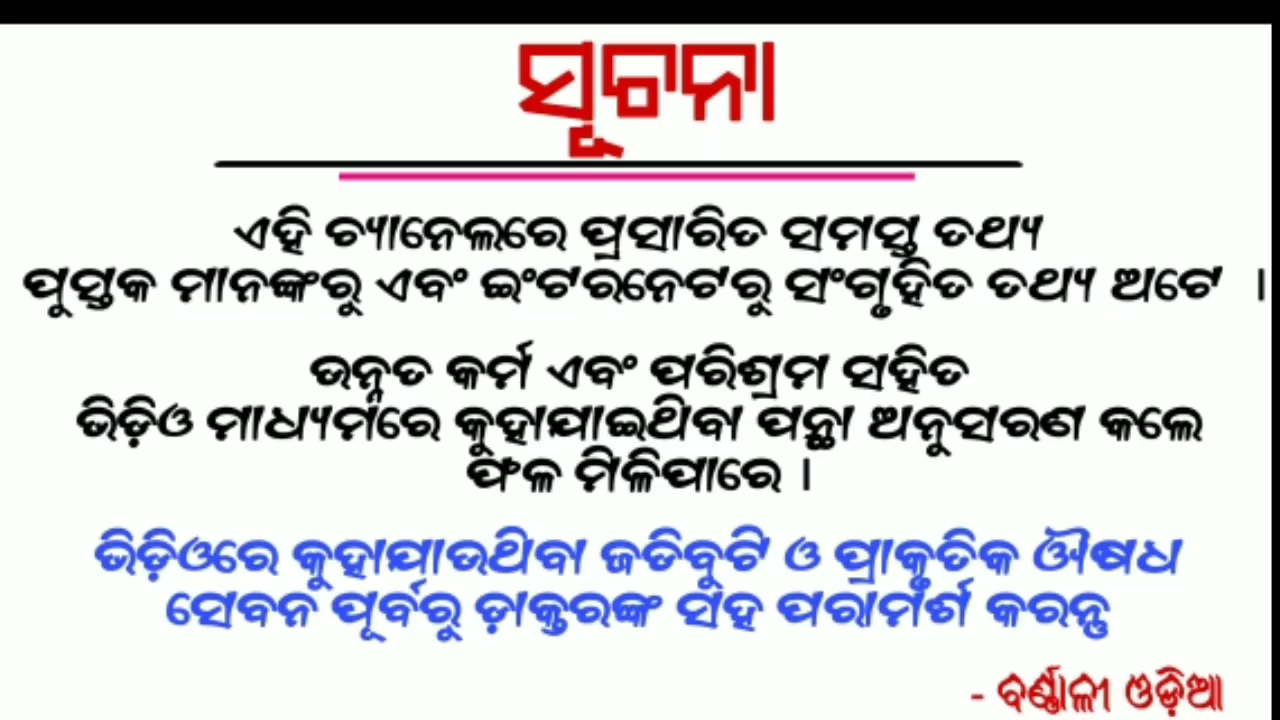 ସୂଚନା
ଏହି ଚ୍ୟାନେଲରେ ପ୍ରସାରିତ ସମସ୍ତ ତଥ୍ୟ
ପୁସ୍ତକ ମାନଙ୍କରୁ ଏବଂ ଇଂଟରନେଟରୁ ସଂଗୃହିତ ତଥ୍ୟ ଅଟେ ।
ଉନ୍ନତ କର୍ମ ଏବଂ ପରିଶ୍ରମ ସହିତ
ଭିଡ଼ିଓ ମାଧ୍ୟମରେ କୁହାଯାଇଥିବା ପନ୍ଥା ଅନୁସରଣ କଲେ
ଫଳ ମିଳିପାରେ ।
ଭିଡ଼ିଓରେ କୁହାଯାଉଥିବା ଜଡିବୁଟି ଓ ପ୍ରାକୃତିକ ଔଷଧ
ସେବନ ପୂର୍ବରୁ ଡ଼ାକ୍ତରଙ୍କ ସହ ପରାମର୍ଶ କରନ୍ତୁ
- ବର୍ଣ୍ଣାଳୀ ଓଡ଼ିଆ